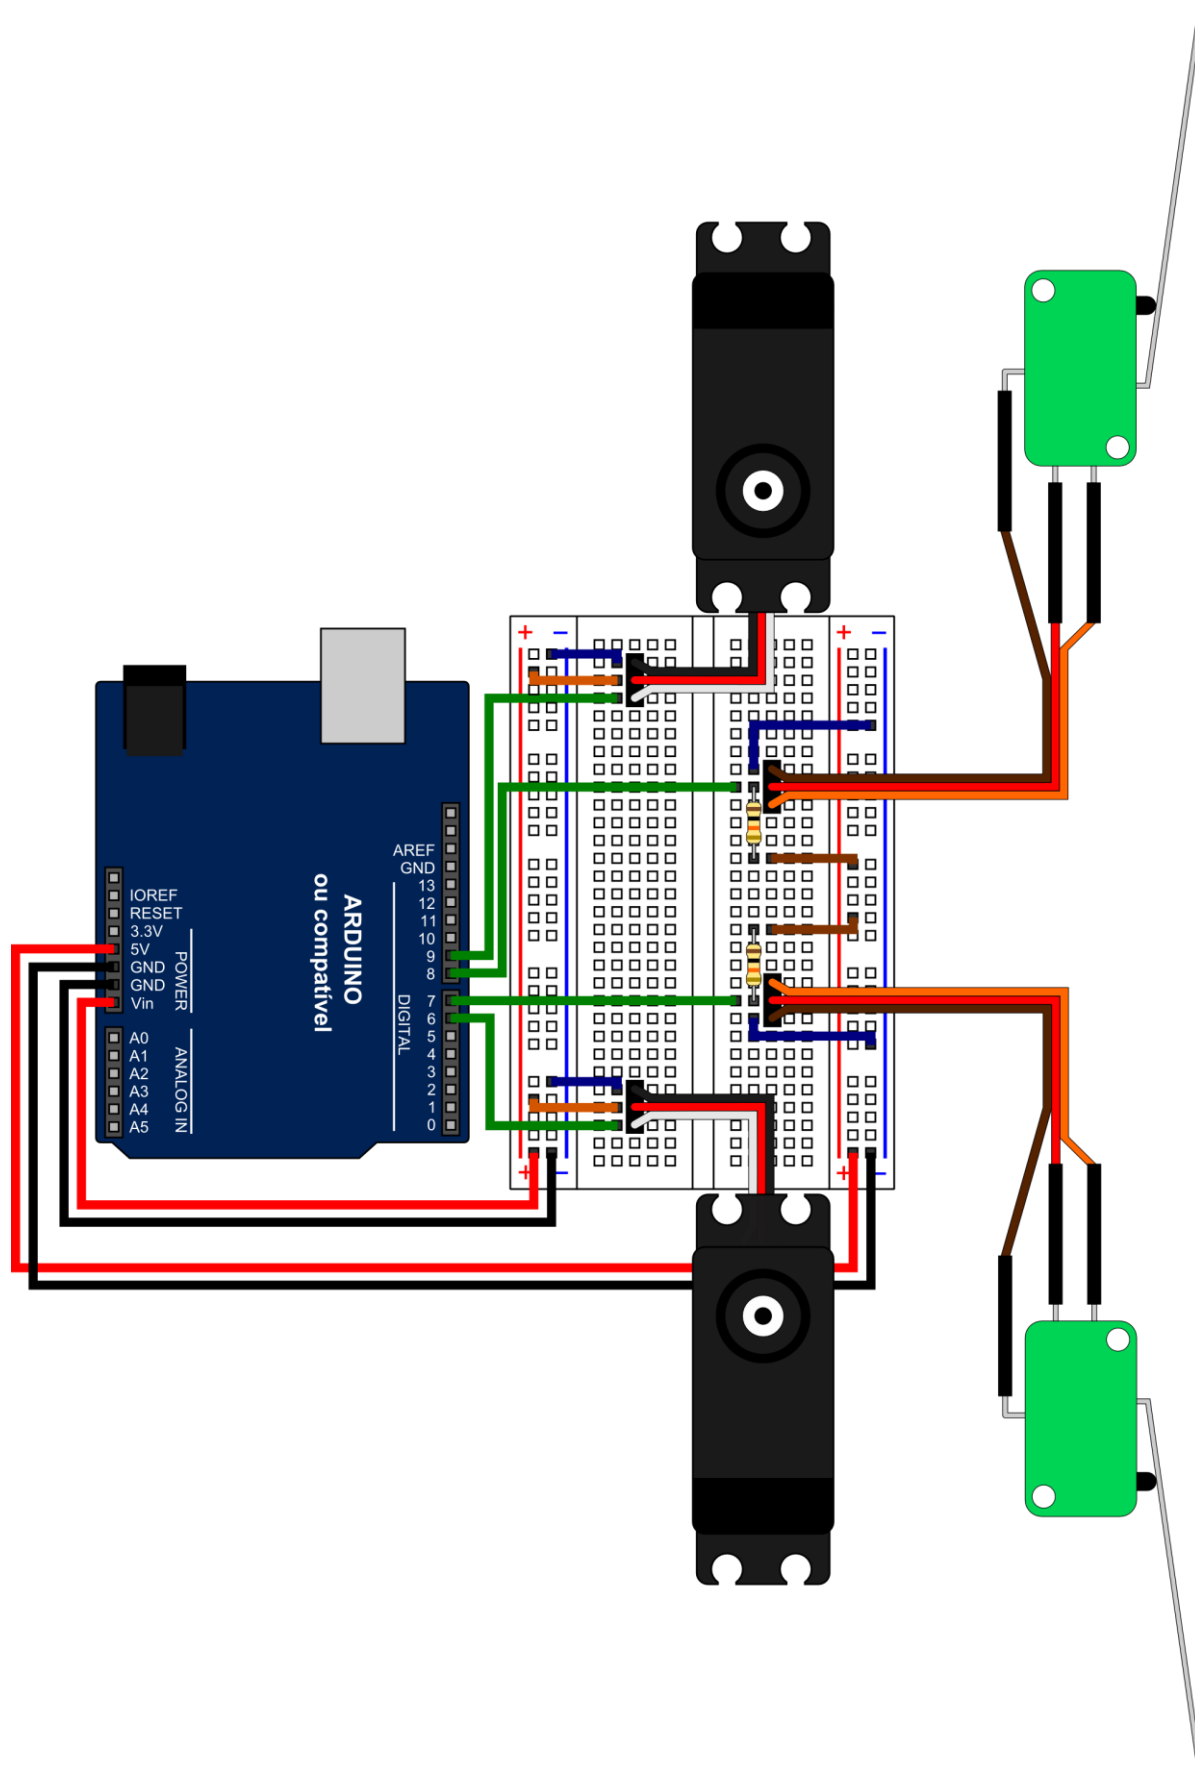 + −
+ −
AREF
GND
13
12
11
10
9
8
7
6
5
4
3
2
1
0
DIGITAL
ARDUINO
ou compatível
IOREF
RESET
3.3V
5V
GND
GND
Vin
POWER
A0
A1
A2
A3
A4
A5
ANALOG IN
+ −
+ −